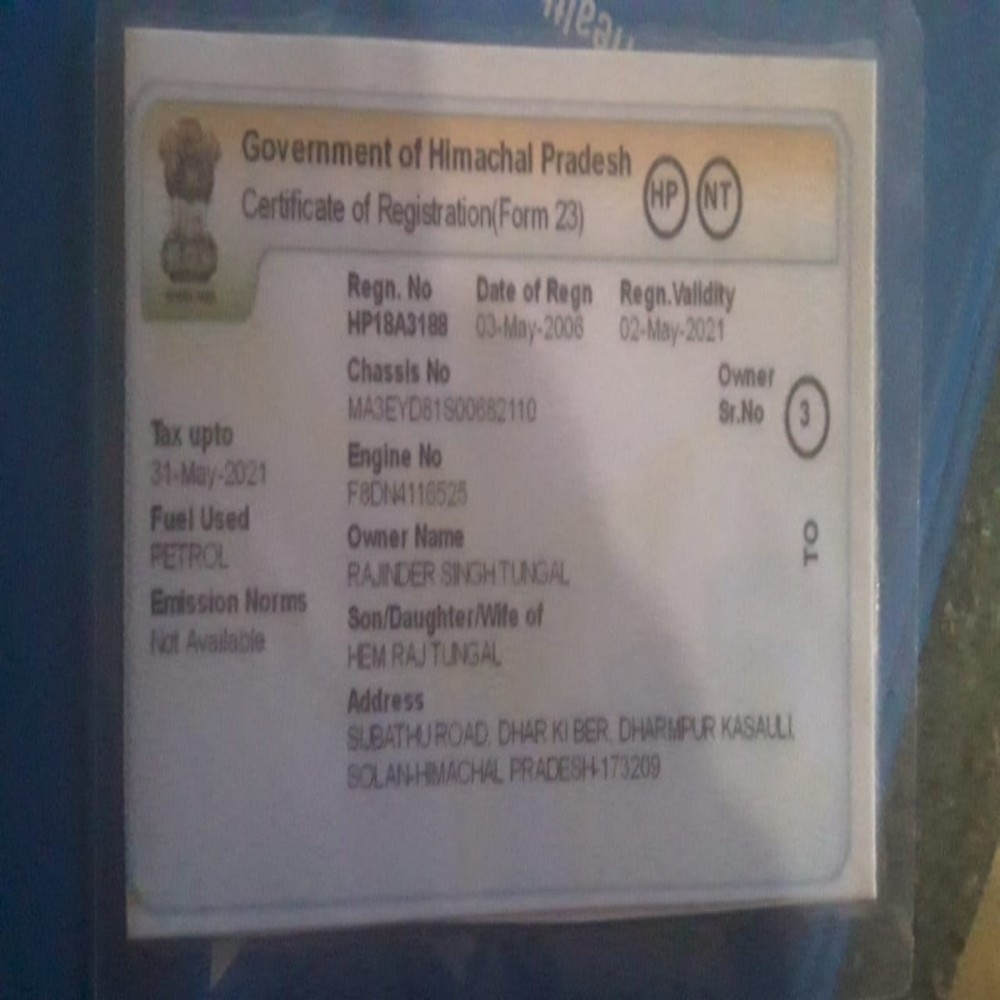 Health
Government of Himachal Pradesh
Certificate of Registration(Form 23)
HP NT
Regn. No Date of Regn Regn.Validity
HP18A3188 03-May-2006 02-May-2021
Chassis No
MA3EYD81S00682110
Owner
Sr.No 3
Tax upto
31-May-2021
Engine No
F8DN4116525
Fuel Used
PETROL
Owner Name
RAJINDER SINGH TUNGAL
TO
Emission Norms
Not Available
Son/Daughter/Wife of
HEM RAJ TUNGAL
Address
SUBATHU ROAD, DHAR KI BER, DHARMPUR KASAULI,
SOLAN-HIMACHAL PRADESH-173209